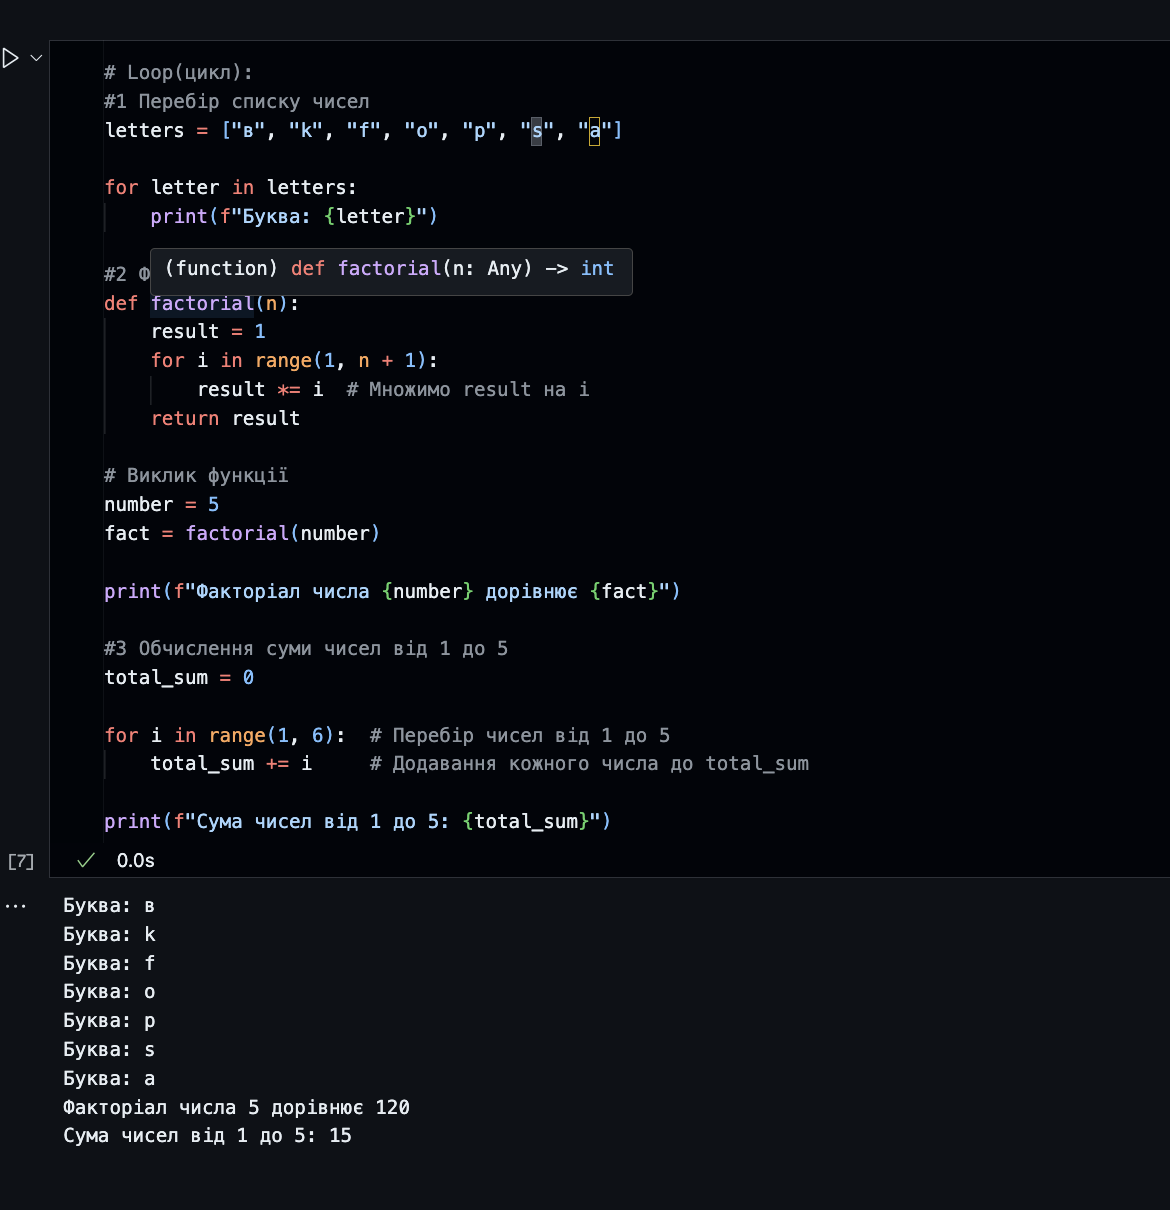 # Loop(цикл):
#1 Перебір списку чисел
letters = ["в", "k", "f", "o", "p", "s", "a"]
for letter in letters:
    print(f"Буква: {letter}")
(function) def factorial(n: Any) -> int
#2 Ф
def factorial(n):
    result = 1
    for i in range(1, n + 1):
        result *= i  # Множимо result на i
    return result
# Виклик функції
number = 5
fact = factorial(number)
print(f"Факторіал числа {number} дорівнює {fact}")
#3 Обчислення суми чисел від 1 до 5
total_sum = 0
for i in range(1, 6):  # Перебір чисел від 1 до 5
    total_sum += i     # Додавання кожного числа до total_sum
print(f"Сума чисел від 1 до 5: {total_sum}")
[7] 0.0s
Буква: в
Буква: k
Буква: f
Буква: o
Буква: p
Буква: s
Буква: a
Факторіал числа 5 дорівнює 120
Сума чисел від 1 до 5: 15